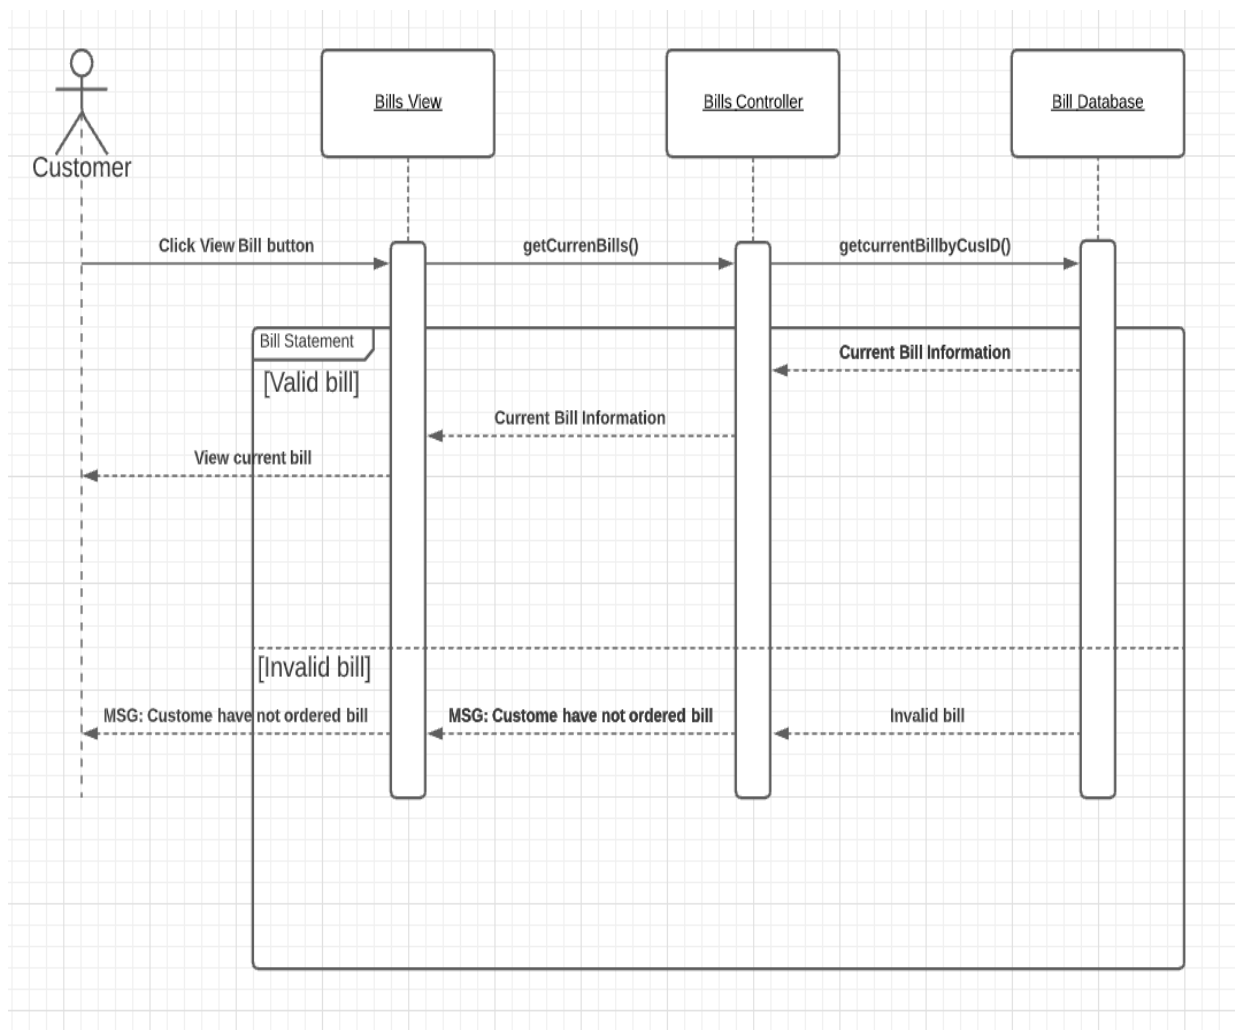 Bills View
Bills Controller
Bill Database
Customer
Click View Bill button
getCurrenBills()
getcurrentBillbyCusID()
Bill Statement
Current Bill Information
[Valid bill]
Current Bill Information
View current bill
[Invalid bill]
MSG: Custome have not ordered bill
MSG: Custome have not ordered bill
Invalid bill